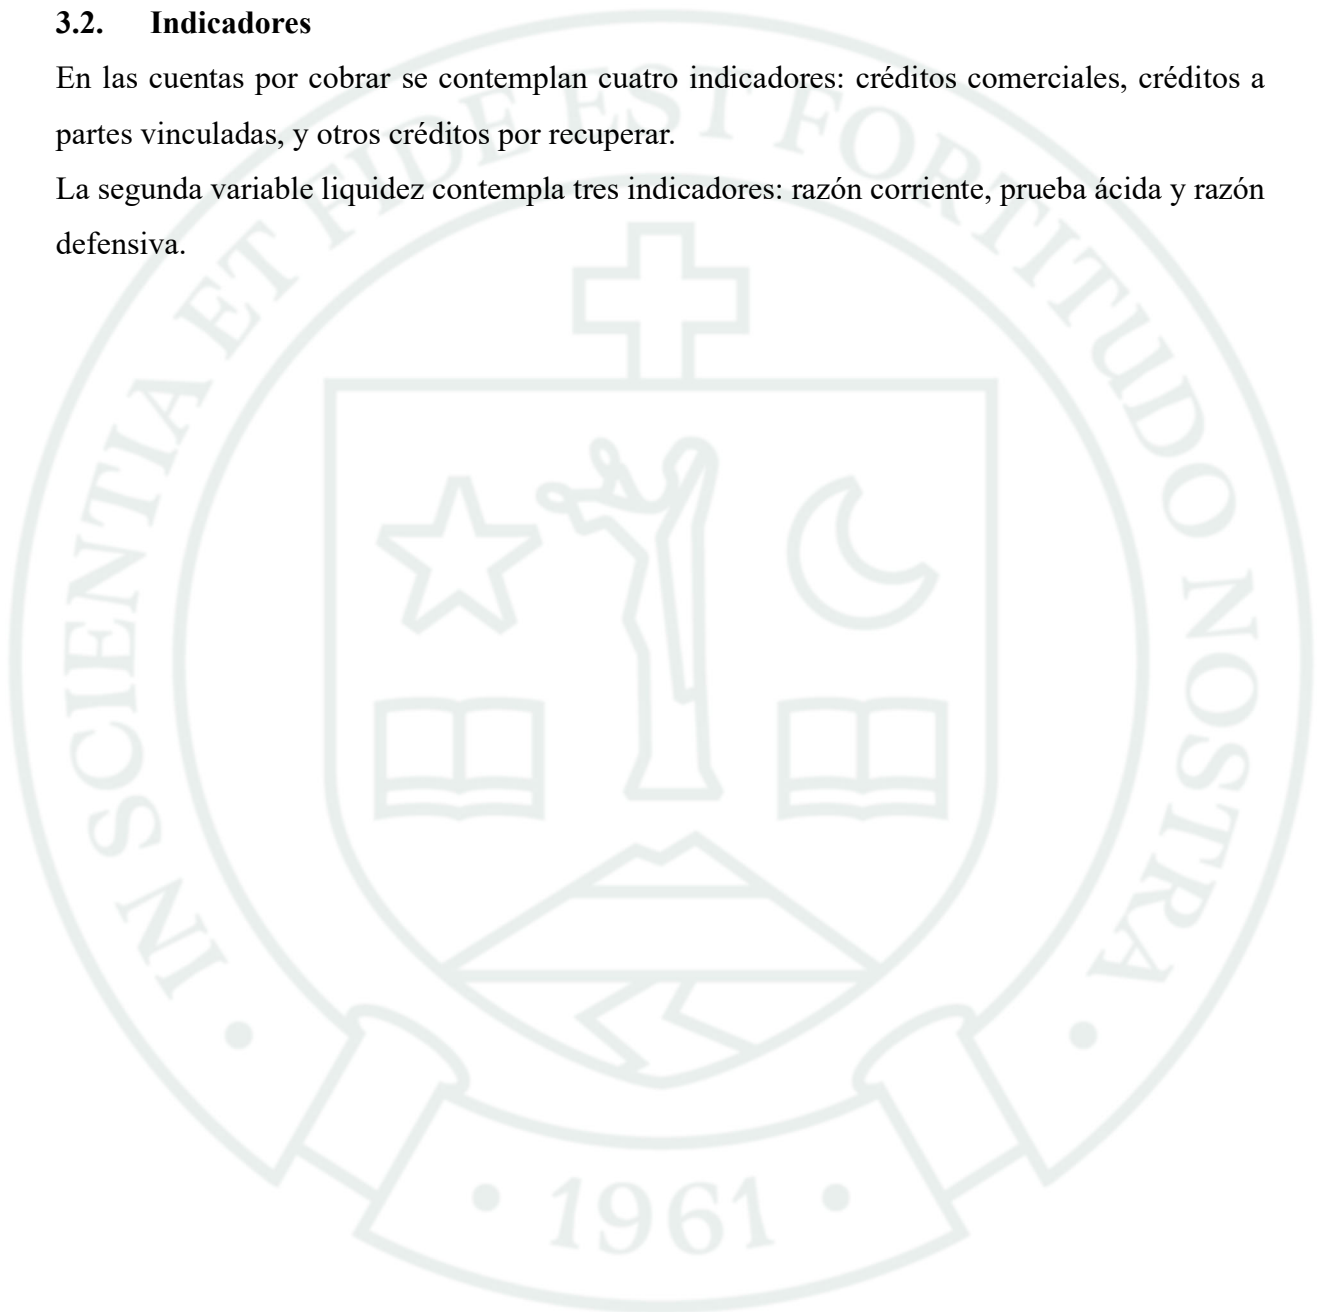 3.2. Indicadores
En las cuentas por cobrar se contemplan cuatro indicadores: créditos comerciales, créditos a
partes vinculadas, y otros créditos por recuperar.
La segunda variable liquidez contempla tres indicadores: razón corriente, prueba ácida y razón
defensiva.
IN SCIENTIA ET FIDE EST FORTITUDO NOSTRA
• 1961 •